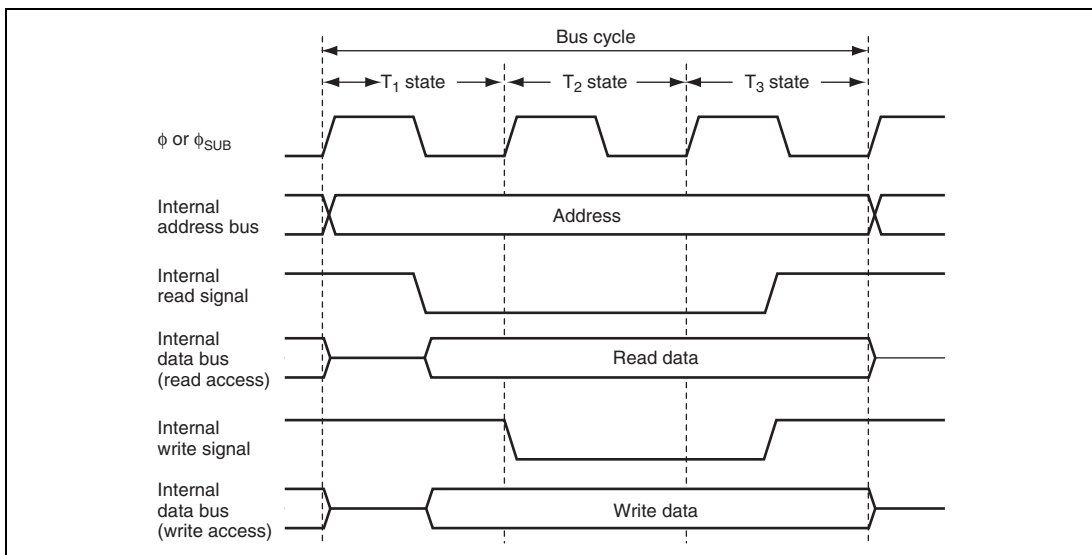 Bus cycle
T1 state
T2 state
T3 state
ϕ or ϕSUB
Internal
address bus
Address
Internal
read signal
Internal
data bus
(read access)
Read data
Internal
write signal
Internal
data bus
(write access)
Write data